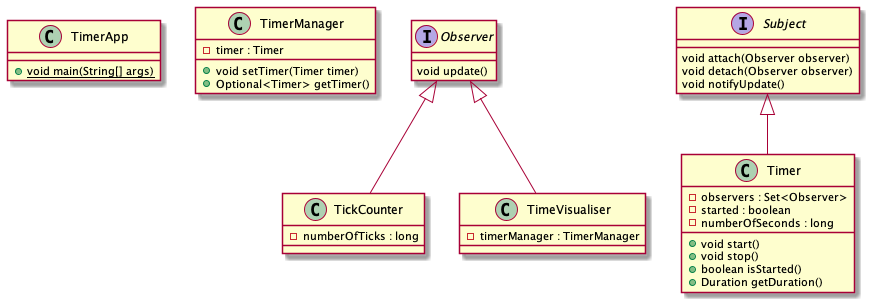 C TimerApp
void main(String[] args)
C TimerManager
timer : Timer
void setTimer(Timer timer)
Optional<Timer> getTimer()
I Observer
void update()
I Subject
void attach(Observer observer)
void detach(Observer observer)
void notifyUpdate()
C TickCounter
numberOfTicks : long
C TimeVisualiser
timerManager : TimerManager
C Timer
observers : Set<Observer>
started : boolean
numberOfSeconds : long
void start()
void stop()
boolean isStarted()
Duration getDuration()